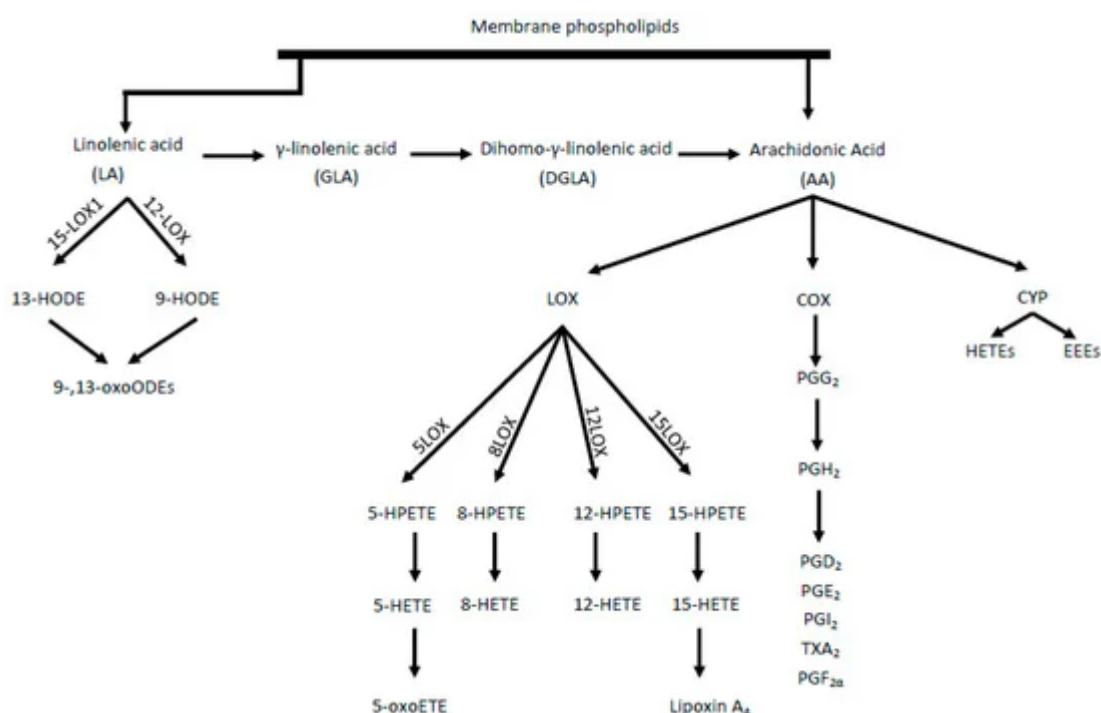 Membrane phospholipids
Linolenic acid
(LA)
γ-linolenic acid
(GLA)
Dihomo-γ-linolenic acid
(DGLA)
Arachidonic Acid
(AA)
15-LOX1
12-LOX
13-HODE
9-HODE
9-,13-oxoODEs
LOX
COX
CYP
HETEs
EEEs
5LOX
8LOX
12LOX
15LOX
5-HPETE
8-HPETE
12-HPETE
15-HPETE
5-HETE
8-HETE
12-HETE
15-HETE
5-oxoETE
Lipoxin A₄
PGG₂
PGH₂
PGD₂
PGE₂
PGI₂
TXA₂
PGF₂α